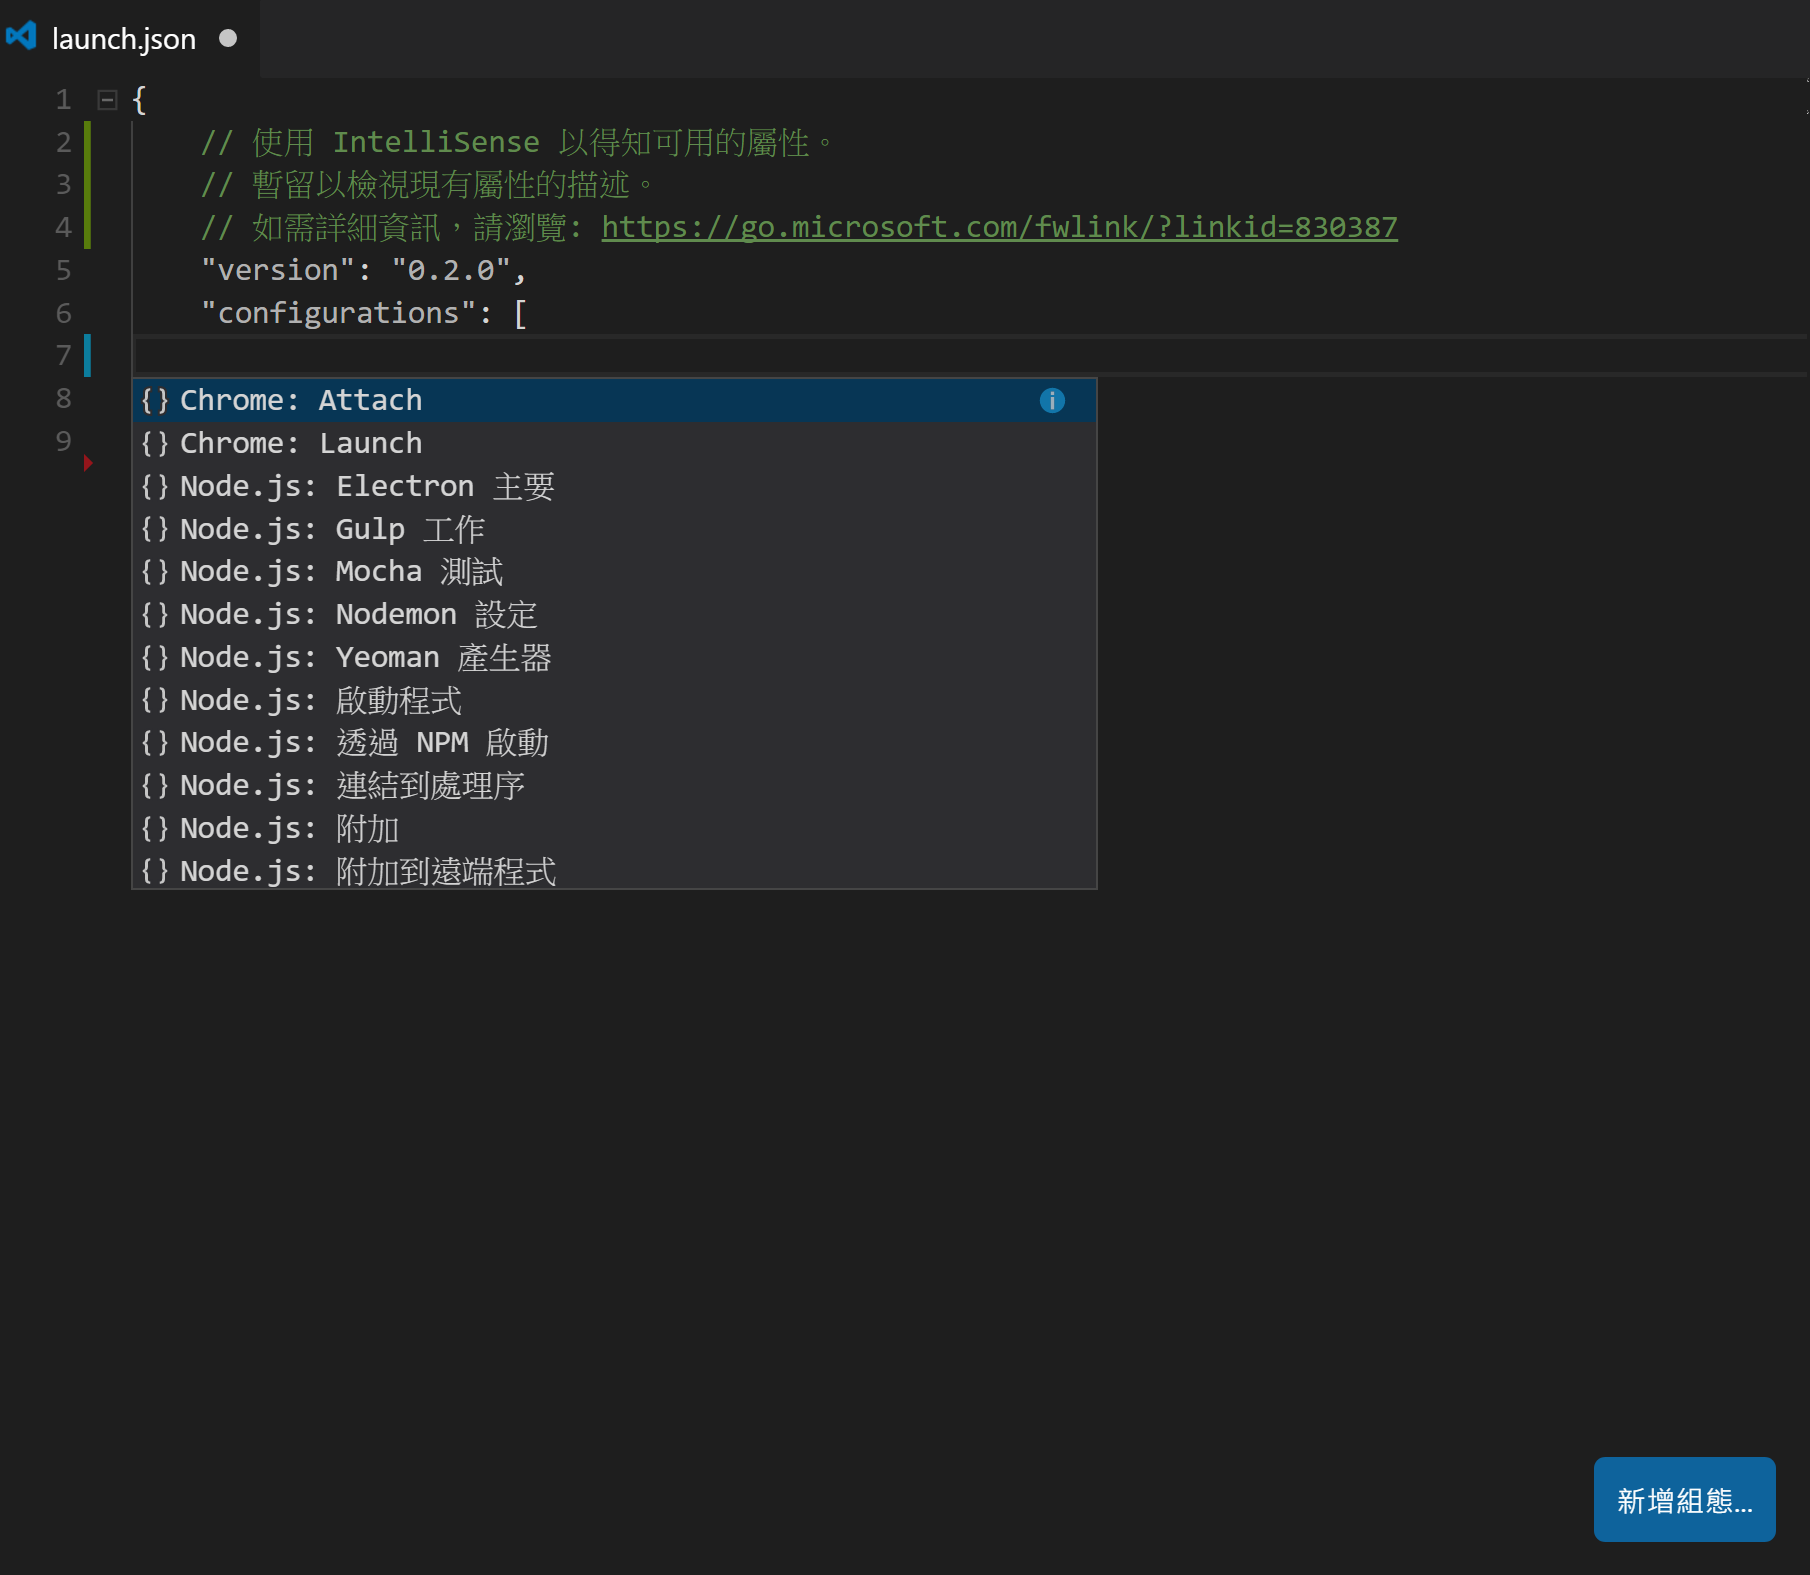 launch.json
1 {
2 // 使用 IntelliSense 以得知可用的屬性。
3 // 暫留以檢視現有屬性的描述。
4 // 如需詳細資訊，請瀏覽: https://go.microsoft.com/fwlink/?linkid=830387
5 "version": "0.2.0",
6 "configurations": [
7
8
9
{} Chrome: Attach
{} Chrome: Launch
{} Node.js: Electron 主要
{} Node.js: Gulp 工作
{} Node.js: Mocha 測試
{} Node.js: Nodemon 設定
{} Node.js: Yeoman 產生器
{} Node.js: 啟動程式
{} Node.js: 透過 NPM 啟動
{} Node.js: 連結到處理序
{} Node.js: 附加
{} Node.js: 附加到遠端程式
新增組態...